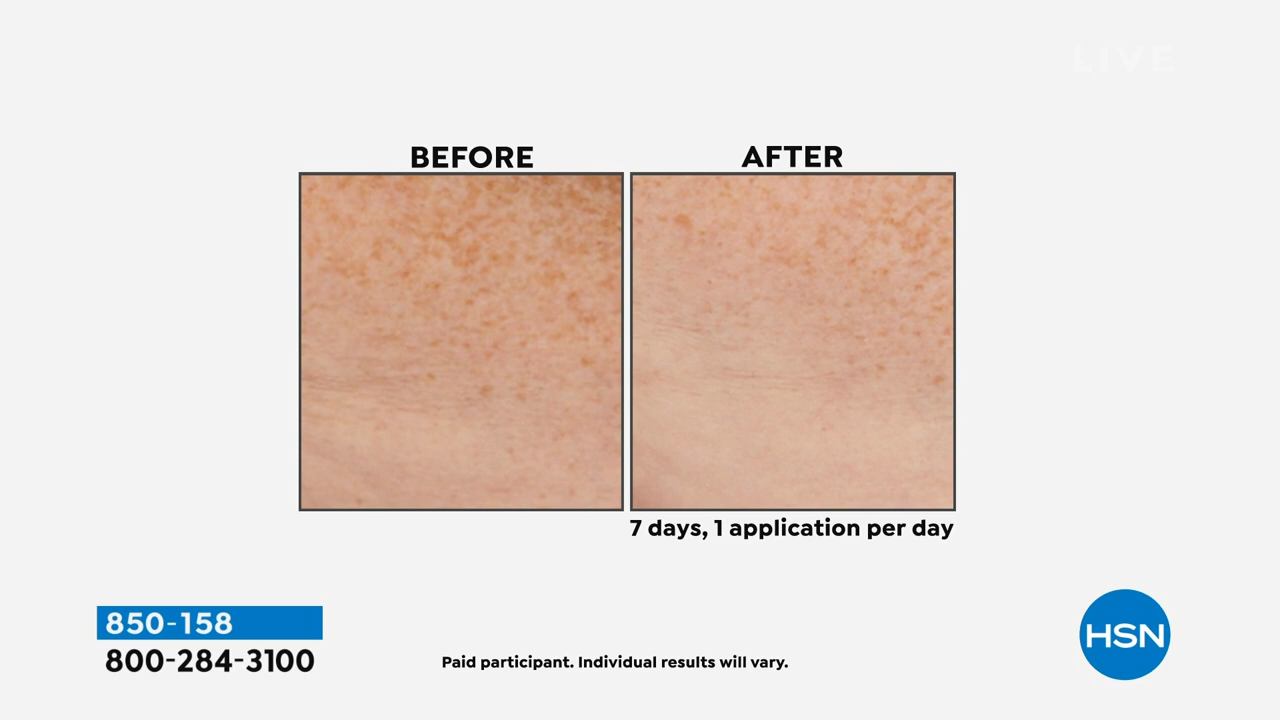 LIVE
BEFORE
AFTER
7 days, 1 application per day
850-158
800-284-3100
Paid participant. Individual results will vary.
HSN